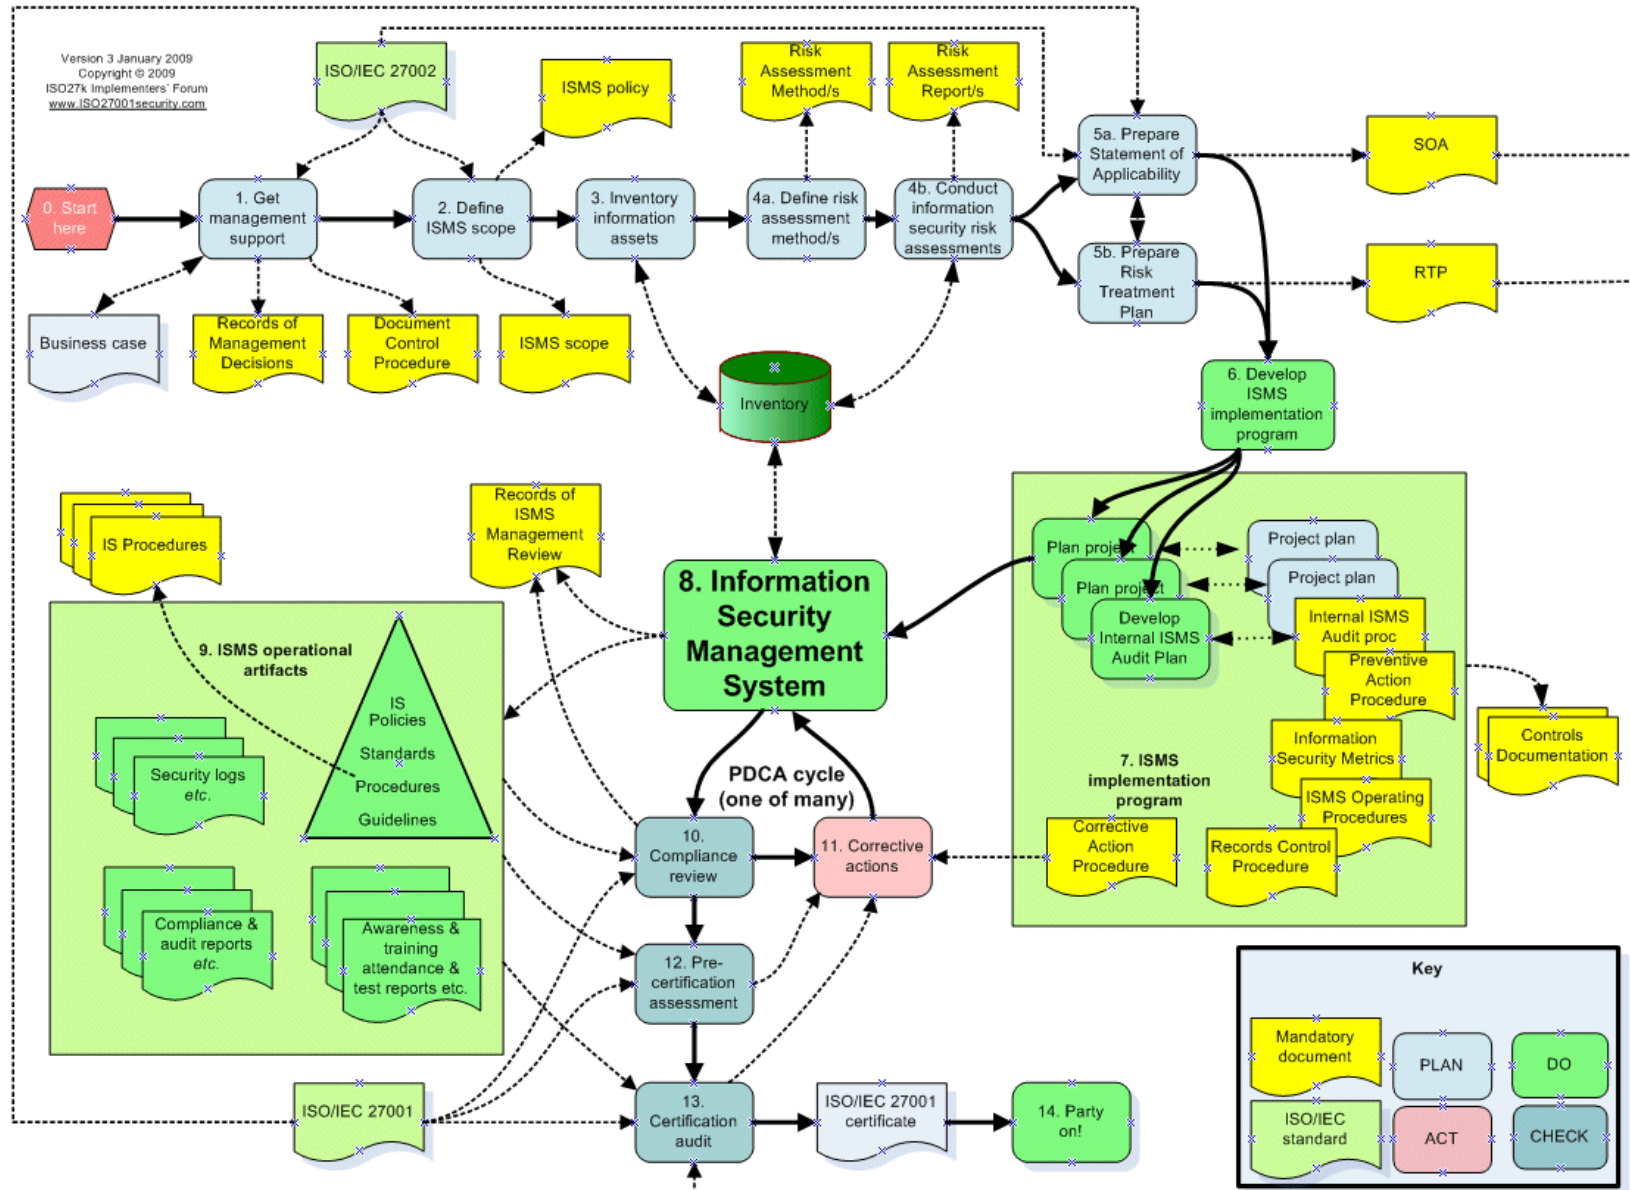 Version 3 January 2009
Copyright © 2009
ISO27k Implementers' Forum
www.ISO27001security.com
ISO/IEC 27002
ISMS policy
Risk
Assessment
Method/s
Risk
Assessment
Report/s
0. Start
here
1. Get
management
support
2. Define
ISMS scope
3. Inventory
information
assets
4a. Define risk
assessment
method/s
4b. Conduct
information
security risk
assessments
5a. Prepare
Statement of
Applicability
SOA
5b. Prepare
Risk
Treatment
Plan
RTP
Business case
Records of
Management
Decisions
Document
Control
Procedure
ISMS scope
Inventory
6. Develop
ISMS
implementation
program
IS Procedures
Records of
ISMS
Management
Review
8. Information
Security
Management
System
Plan project
Plan project
Develop
Internal ISMS
Audit Plan
Project plan
Project plan
Internal ISMS
Audit proc
Preventive
Action
Procedure
Information
Security Metrics
ISMS Operating
Procedures
Records Control
Procedure
7. ISMS
implementation
program
Corrective
Action
Procedure
Controls
Documentation
9. ISMS operational
artifacts
IS
Policies
Standards
Procedures
Guidelines
Security logs
etc.
Compliance &
audit reports
etc.
Awareness &
training
attendance &
test reports etc.
PDCA cycle
(one of many)
10.
Compliance
review
11. Corrective
actions
12. Pre-
certification
assessment
ISO/IEC 27001
13.
Certification
audit
ISO/IEC 27001
certificate
14. Party
on!
Key
Mandatory
document
PLAN
DO
ISO/IEC
standard
ACT
CHECK